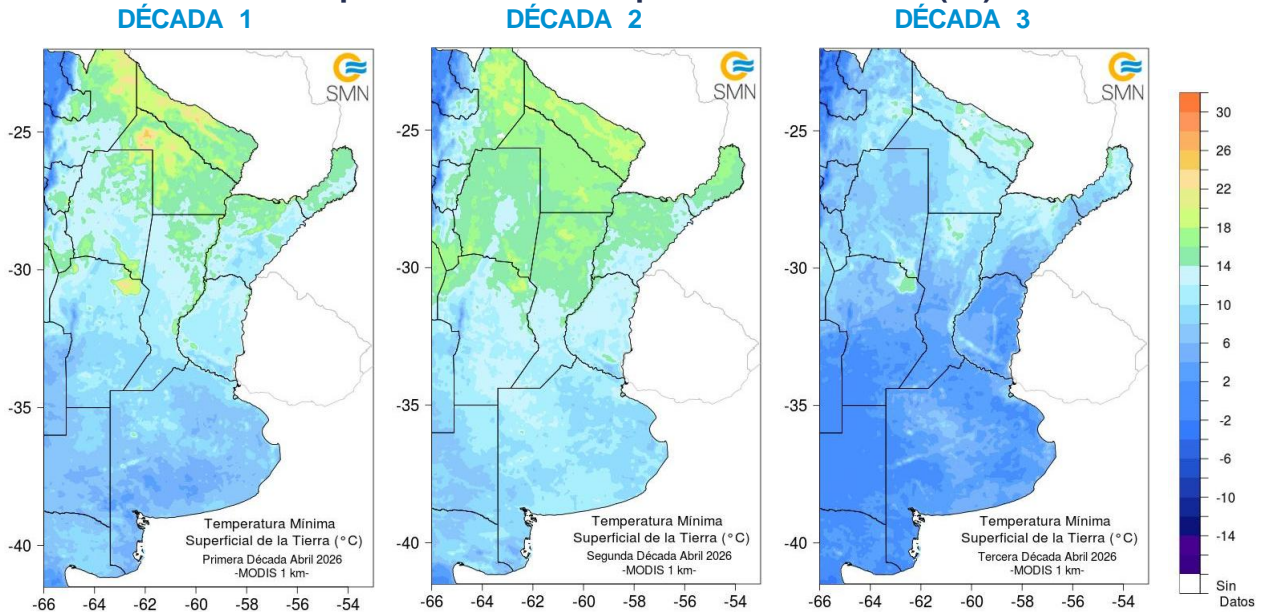 DÉCADA 1
DÉCADA 2
DÉCADA 3
SMN
-25
-30
-35
-40
-66 -64 -62 -60 -58 -56 -54
Temperatura Mínima
Superficial de la Tierra (°C)
Primera Década Abril 2026
-MODIS 1 km-
SMN
-25
-30
-35
-40
-66 -64 -62 -60 -58 -56 -54
Temperatura Mínima
Superficial de la Tierra (°C)
Segunda Década Abril 2026
-MODIS 1 km-
SMN
-25
-30
-35
-40
-66 -64 -62 -60 -58 -56 -54
Temperatura Mínima
Superficial de la Tierra (°C)
Tercera Década Abril 2026
-MODIS 1 km-
30
26
22
18
14
10
6
2
-2
-6
-10
-14
Sin
Datos